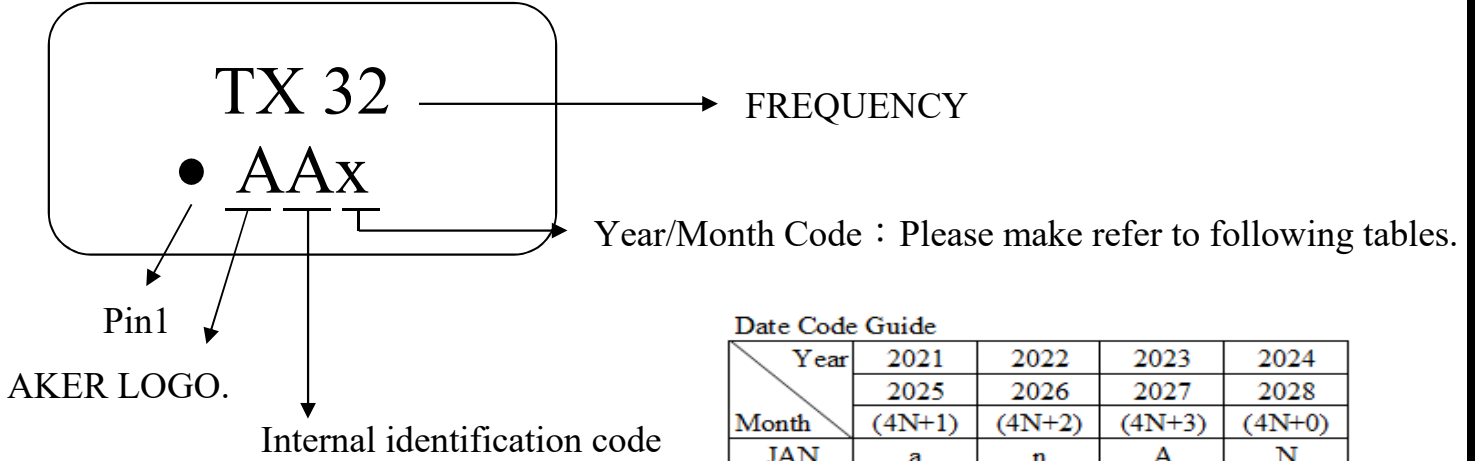 TX 32
FREQUENCY
● AAx
Year/Month Code：Please make refer to following tables.
Pin1
AKER LOGO.
Internal identification code
Date Code Guide
Year 2021 2022 2023 2024
2025 2026 2027 2028
Month (4N+1) (4N+2) (4N+3) (4N+0)
JAN a n A N